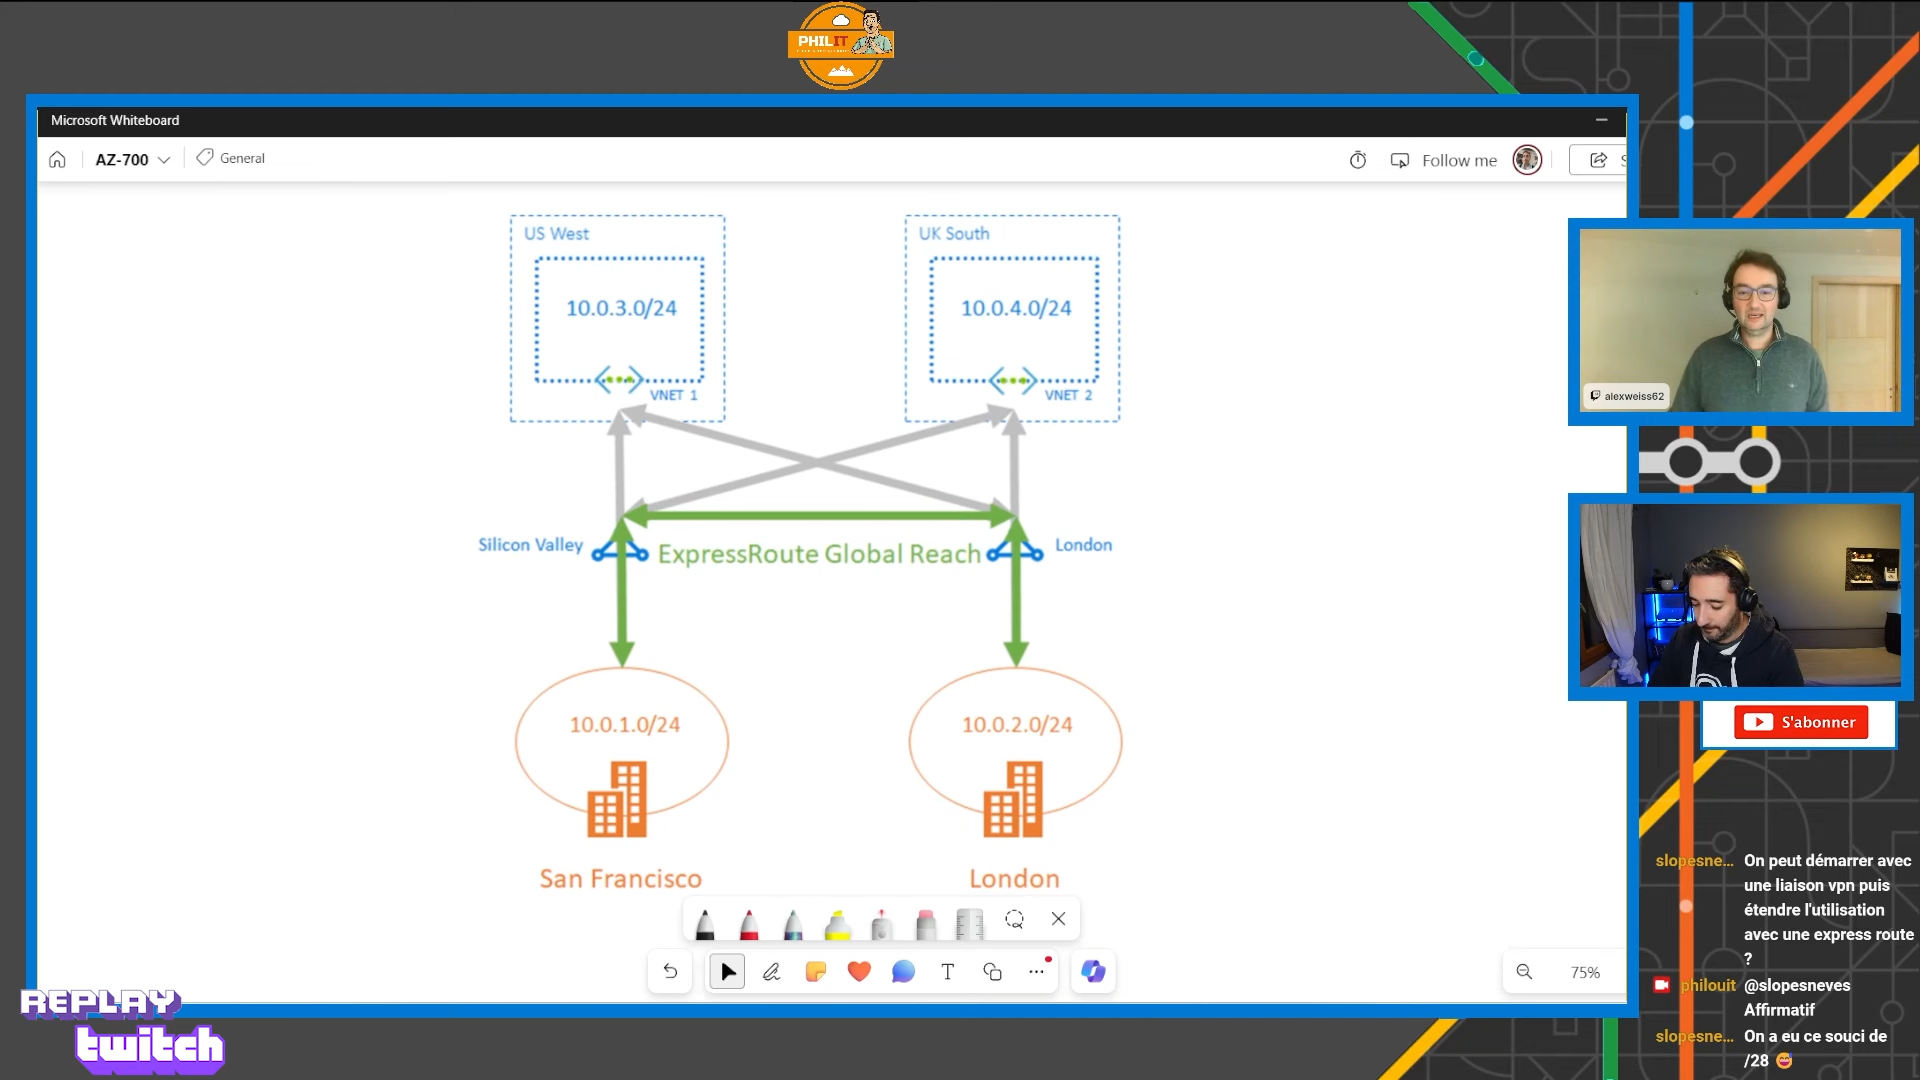 PHILIT
Microsoft Whiteboard
AZ-700
General
Follow me
S
US West
UK South
10.0.3.0/24
10.0.4.0/24
VNET 1
VNET 2
Silicon Valley
ExpressRoute Global Reach
London
10.0.1.0/24
10.0.2.0/24
San Francisco
London
T
75%
alexweiss62
S'abonner
slopesne... On peut démarrer avec
une liaison vpn puis
étendre l'utilisation
avec une express route
?
philouit @slopesneves
Affirmatif
slopesne... On a eu ce souci de
/28 😅
REPLAY
twitch